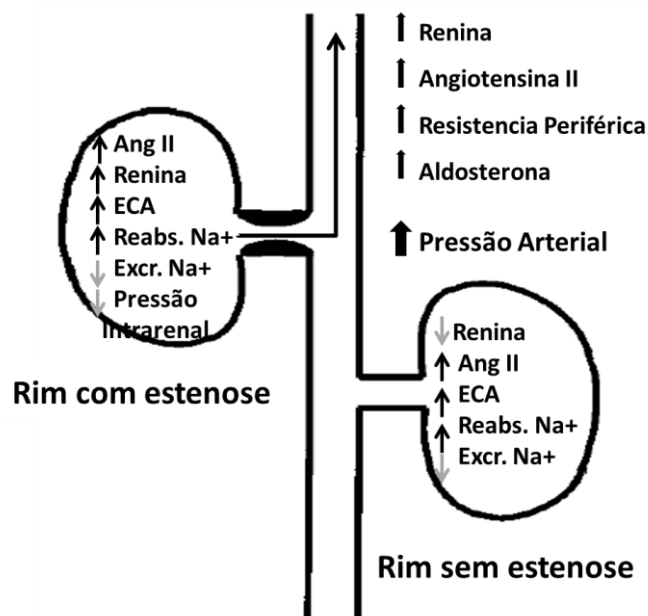 Renina
Angiotensina II
Resistencia Periférica
Aldosterona
Pressão Arterial
Ang II
Renina
ECA
Reabs. Na+
Excr. Na+
Pressão
Intrarenal
Rim com estenose
Renina
Ang II
ECA
Reabs. Na+
Excr. Na+
Rim sem estenose